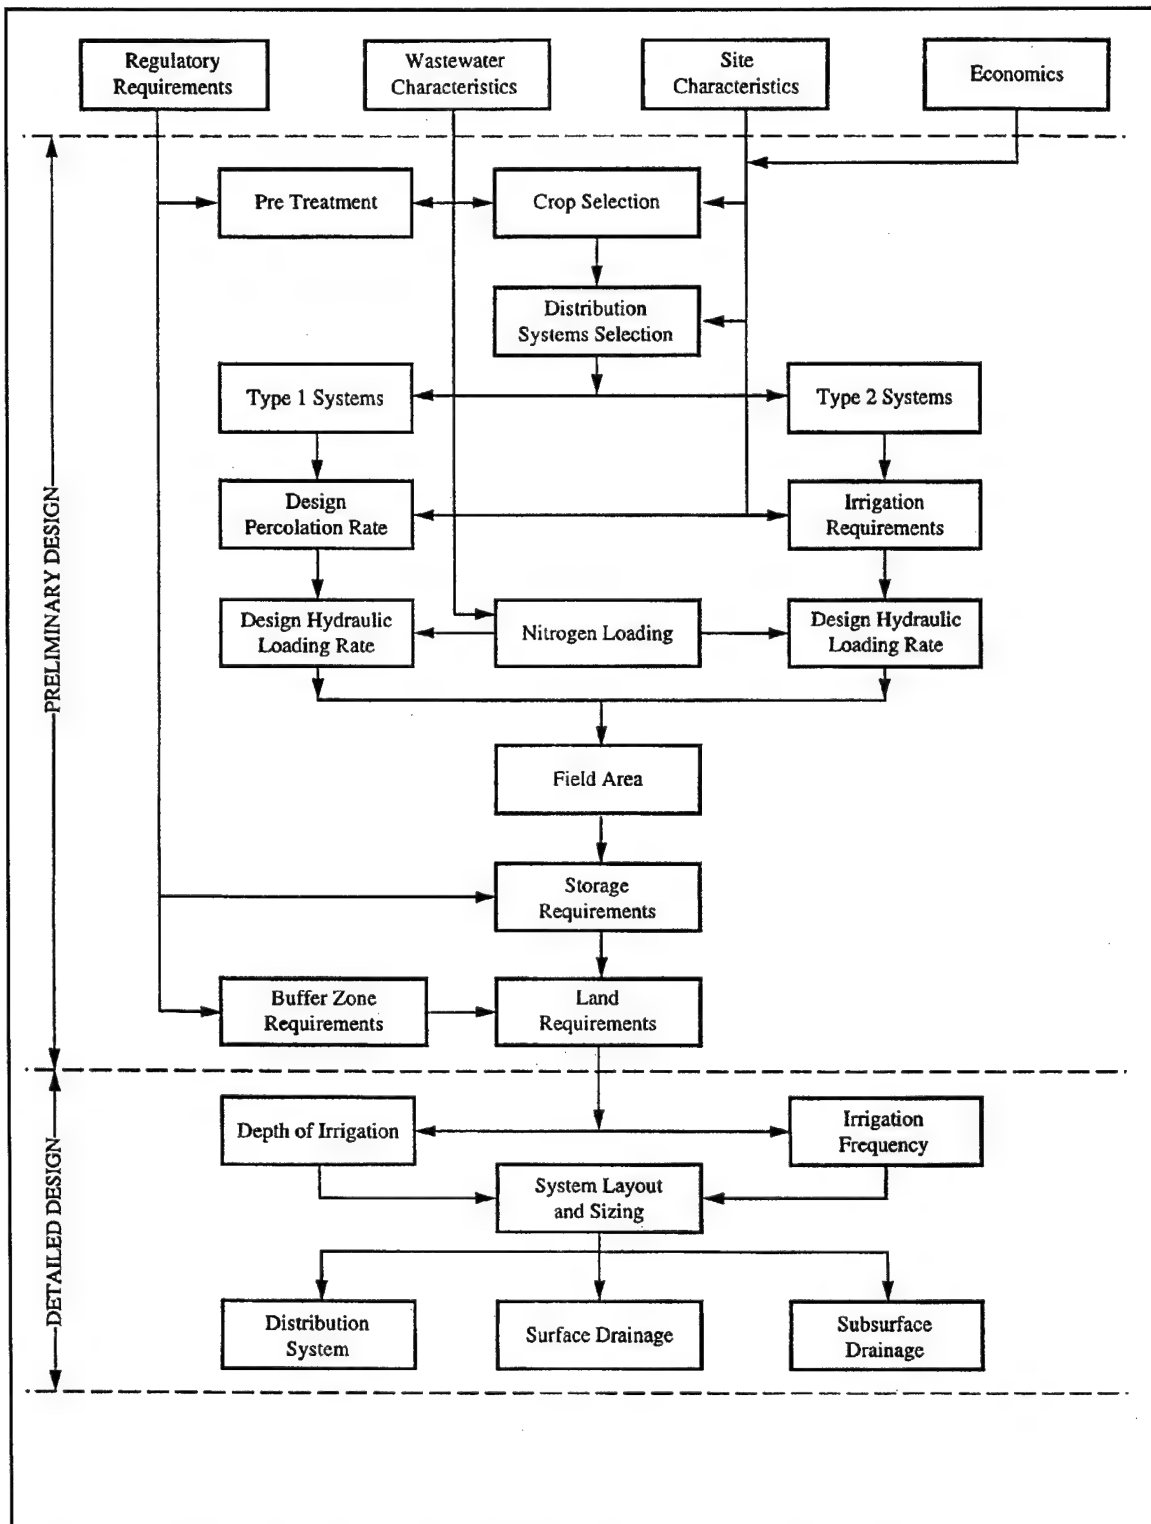 Regulatory
Requirements
Wastewater
Characteristics
Site
Characteristics
Economics
Pre Treatment
Crop Selection
Distribution
Systems Selection
Type 1 Systems
Type 2 Systems
Design
Percolation Rate
Irrigation
Requirements
Design Hydraulic
Loading Rate
Nitrogen Loading
Design Hydraulic
Loading Rate
Field Area
Storage
Requirements
Buffer Zone
Requirements
Land
Requirements
PRELIMINARY DESIGN
Depth of Irrigation
Irrigation
Frequency
System Layout
and Sizing
Distribution
System
Surface Drainage
Subsurface
Drainage
DETAILED DESIGN